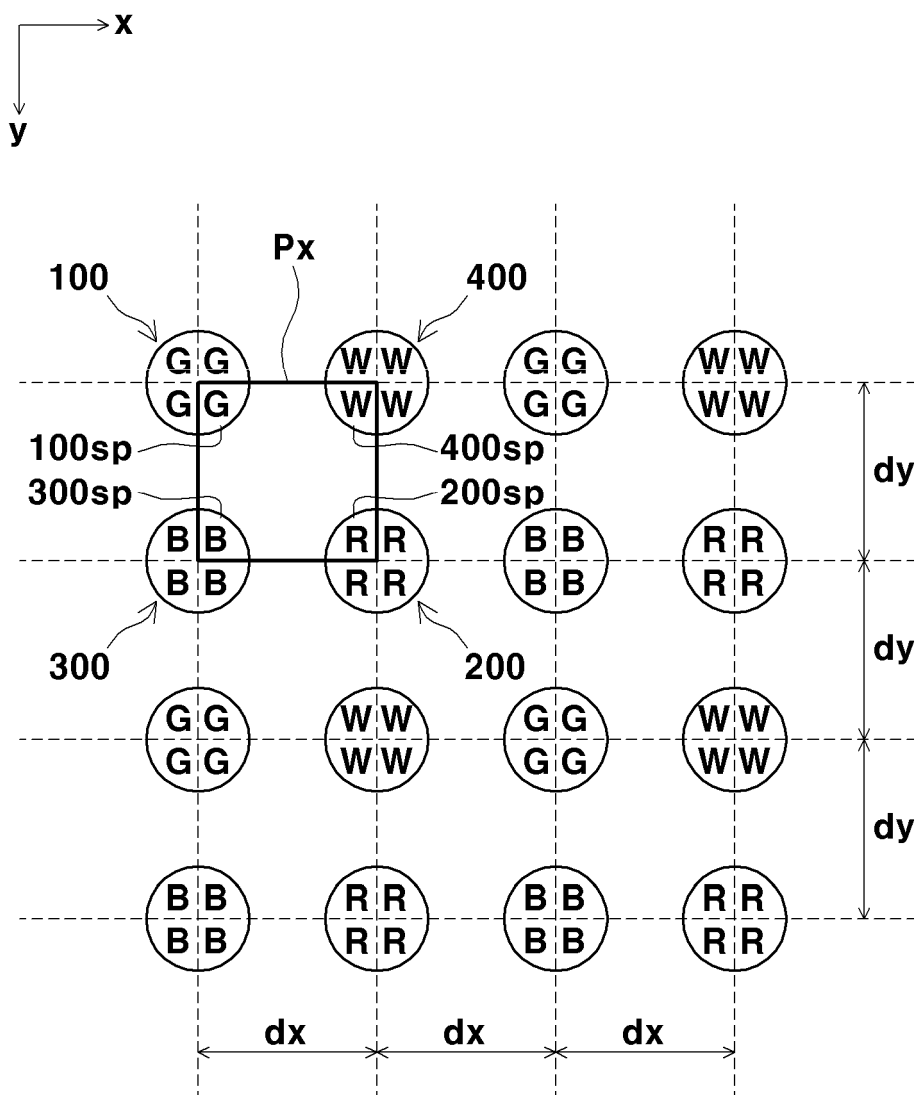 x
y
Px
100 400
G G W W G G W W
G G W W G G W W
100sp 400sp dy
300sp 200sp
B B R R B B R R
B B R R B B R R
300 200 dy
G G W W G G W W
G G W W G G W W
dy
B B R R B B R R
B B R R B B R R
dx dx dx